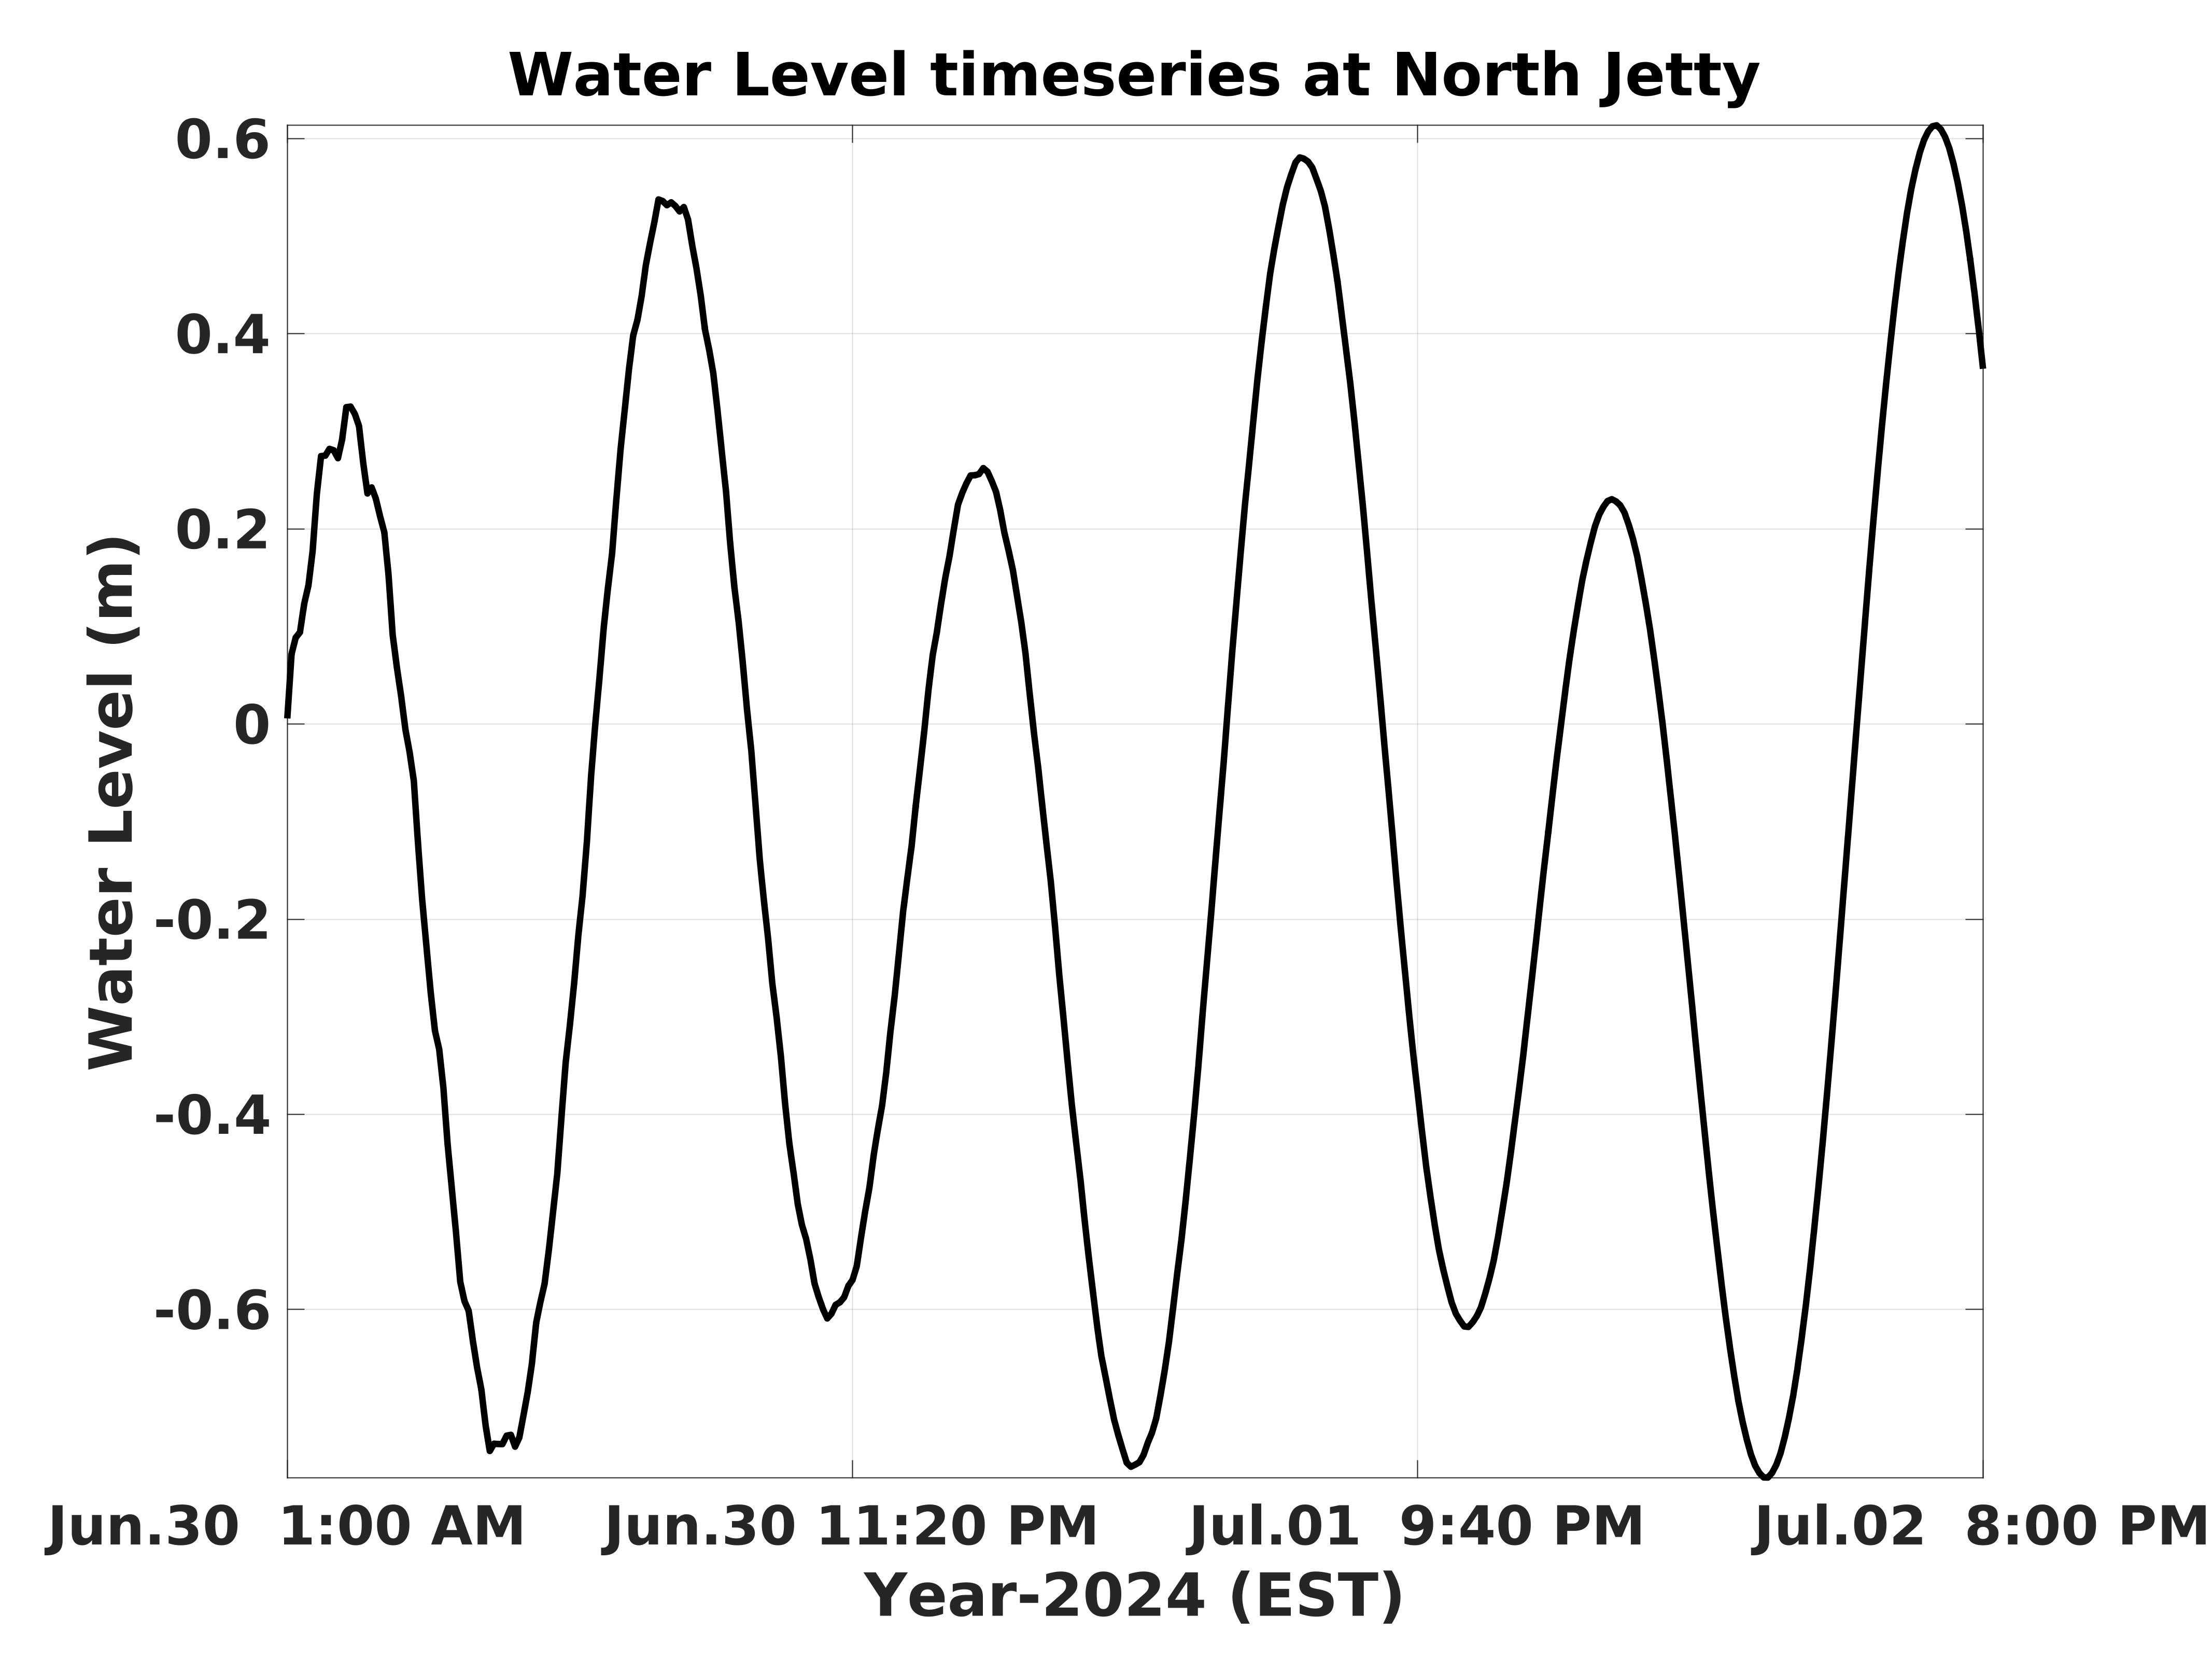 Water Level timeseries at North Jetty
Water Level (m)
0.6
0.4
0.2
0
-0.2
-0.4
-0.6
Jun.30 1:00 AM
Jun.30 11:20 PM
Jul.01 9:40 PM
Jul.02 8:00 PM
Year-2024 (EST)